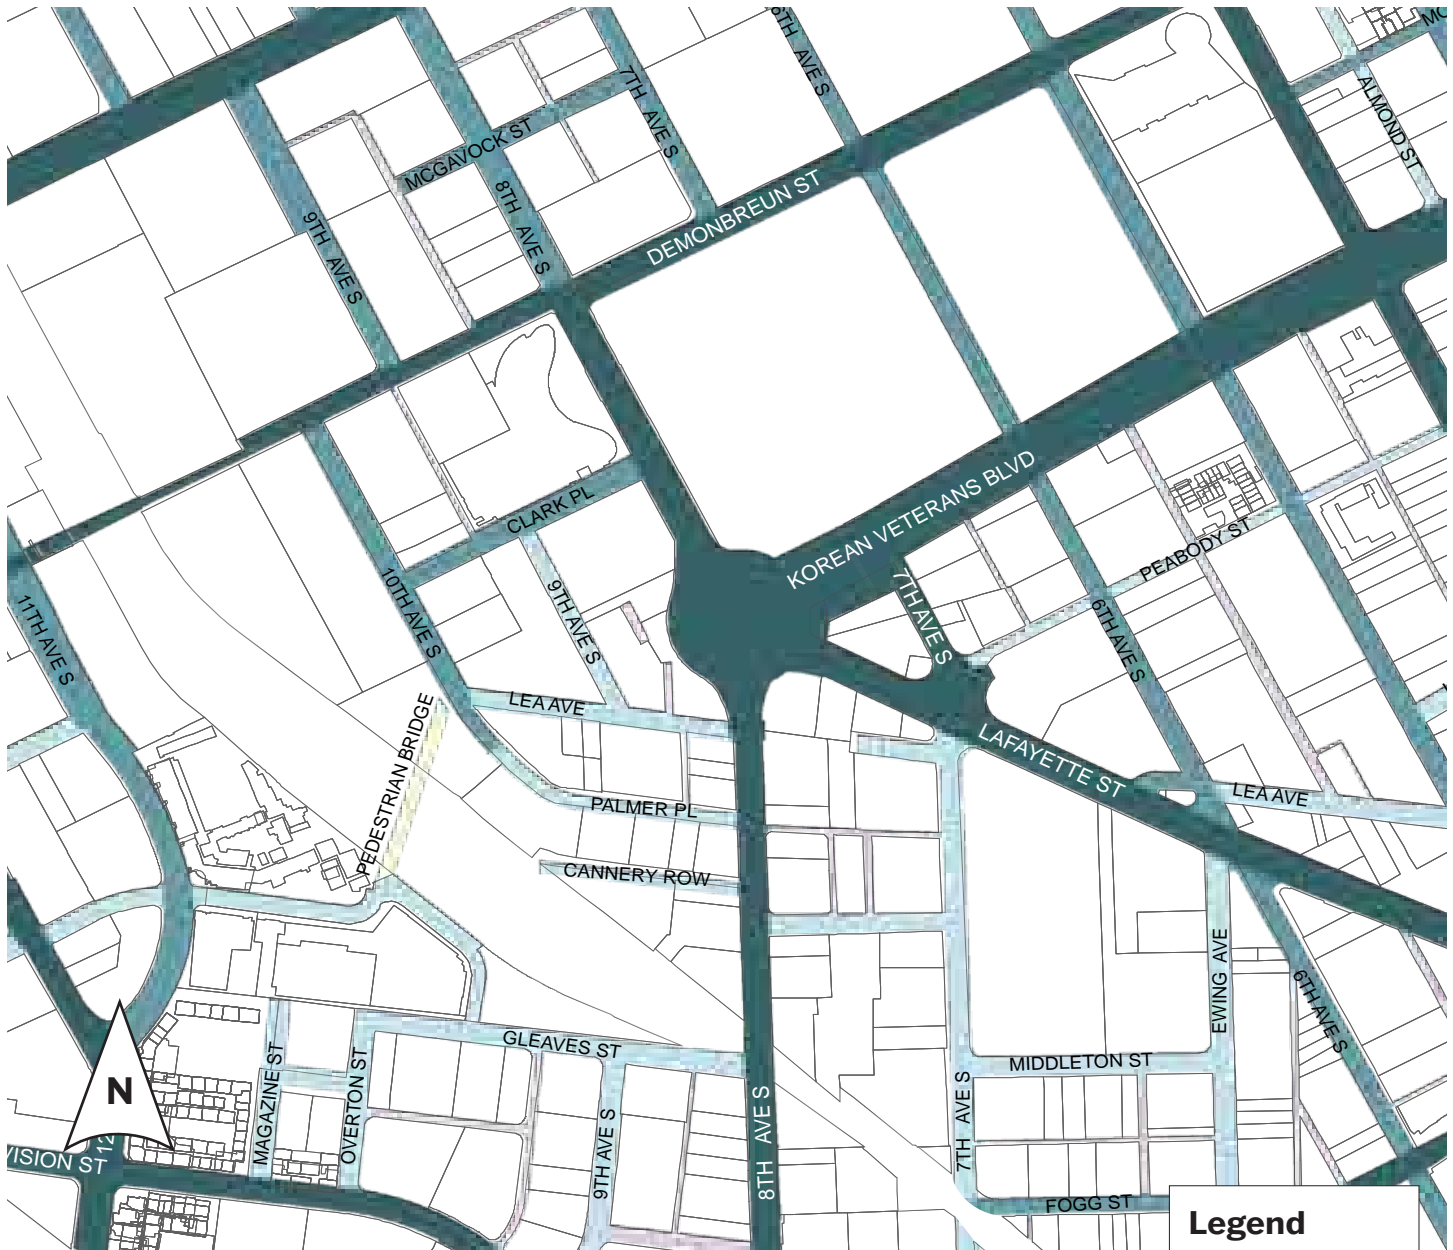 6TH AVE S
7TH AVE S
ALMOND ST
MCGAVOCK ST
8TH AVE S
DEMONBREUN ST
9TH AVE S
CLARK PL
KOREAN VETERANS BLVD
PEABODY ST
10TH AVE S
9TH AVE S
7TH AVE S
6TH AVE S
11TH AVE S
LEA AVE
PEDESTRIAN BRIDGE
LAFAYETTE ST
LEA AVE
PALMER PL
CANNERY ROW
EWING AVE
6TH AVE S
GLEAVES ST
MIDDLETON ST
N
MAGAZINE ST
OVERTON ST
9TH AVE S
8TH AVE S
7TH AVE S
12
VISION ST
FOGG ST
Legend